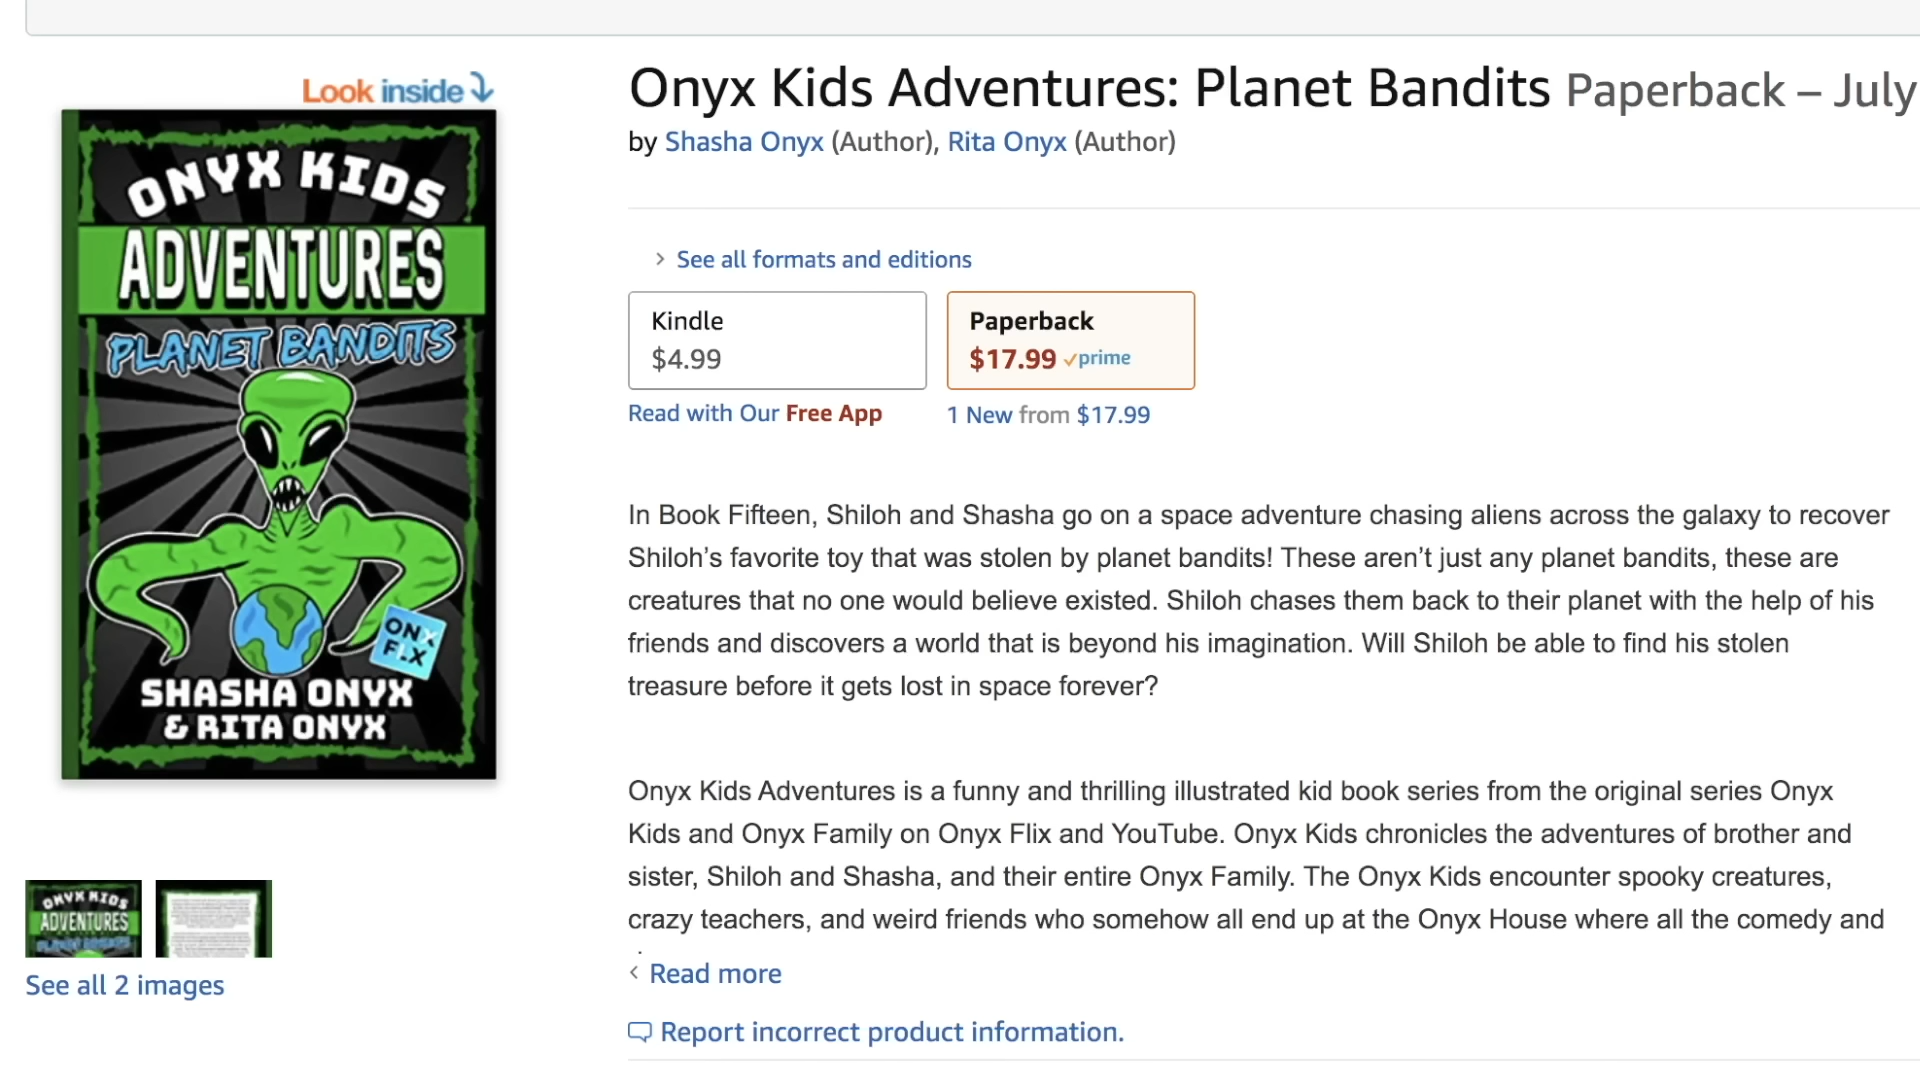 Look inside
ONYX KIDS
ADVENTURES
PLANET BANDITS
ONX
FLX
SHASHA ONYX
& RITA ONYX
ONYX KIDS
ADVENTURES
PLANET BANDITS
See all 2 images
Onyx Kids Adventures: Planet Bandits Paperback – July
by Shasha Onyx (Author), Rita Onyx (Author)
› See all formats and editions
Kindle
$4.99
Paperback
$17.99 prime
Read with Our Free App
1 New from $17.99
In Book Fifteen, Shiloh and Shasha go on a space adventure chasing aliens across the galaxy to recover
Shiloh’s favorite toy that was stolen by planet bandits! These aren’t just any planet bandits, these are
creatures that no one would believe existed. Shiloh chases them back to their planet with the help of his
friends and discovers a world that is beyond his imagination. Will Shiloh be able to find his stolen
treasure before it gets lost in space forever?
Onyx Kids Adventures is a funny and thrilling illustrated kid book series from the original series Onyx
Kids and Onyx Family on Onyx Flix and YouTube. Onyx Kids chronicles the adventures of brother and
sister, Shiloh and Shasha, and their entire Onyx Family. The Onyx Kids encounter spooky creatures,
crazy teachers, and weird friends who somehow all end up at the Onyx House where all the comedy and
‹ Read more
Report incorrect product information.